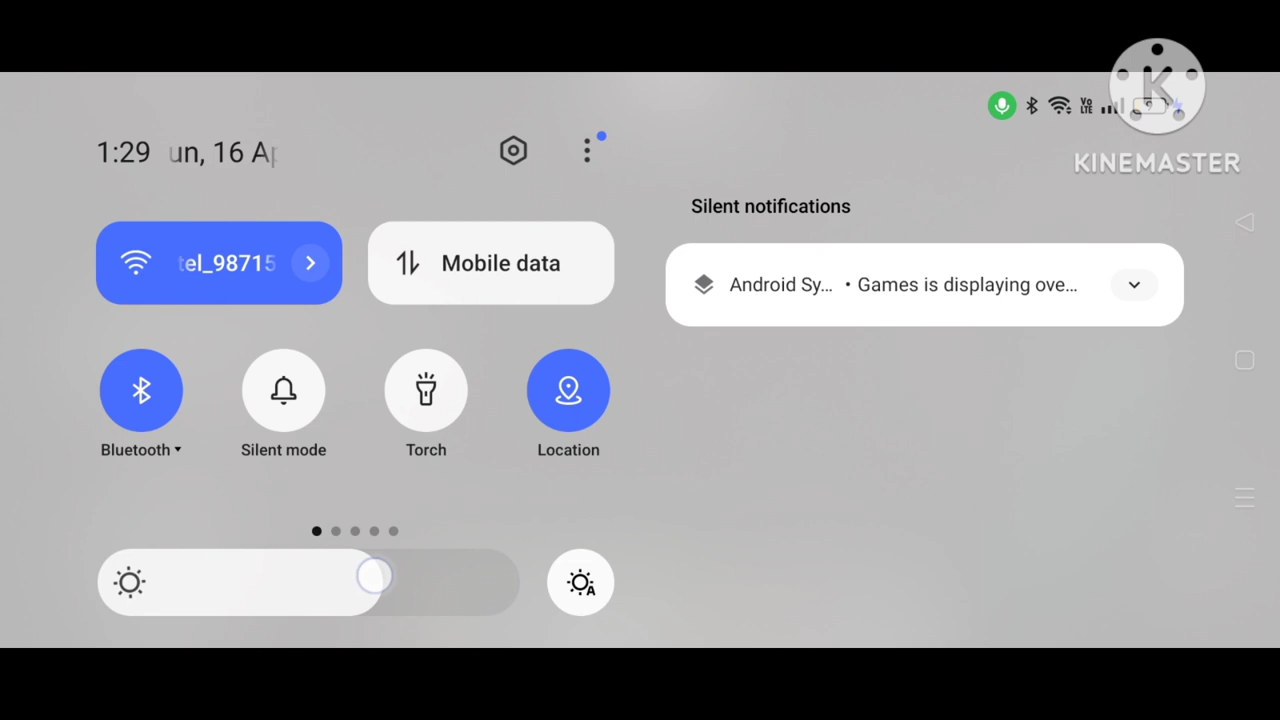 1:29 un, 16 Ap
KINEMASTER
Silent notifications
tel_98715
Mobile data
Android Sy... • Games is displaying ove...
Bluetooth
Silent mode
Torch
Location
A